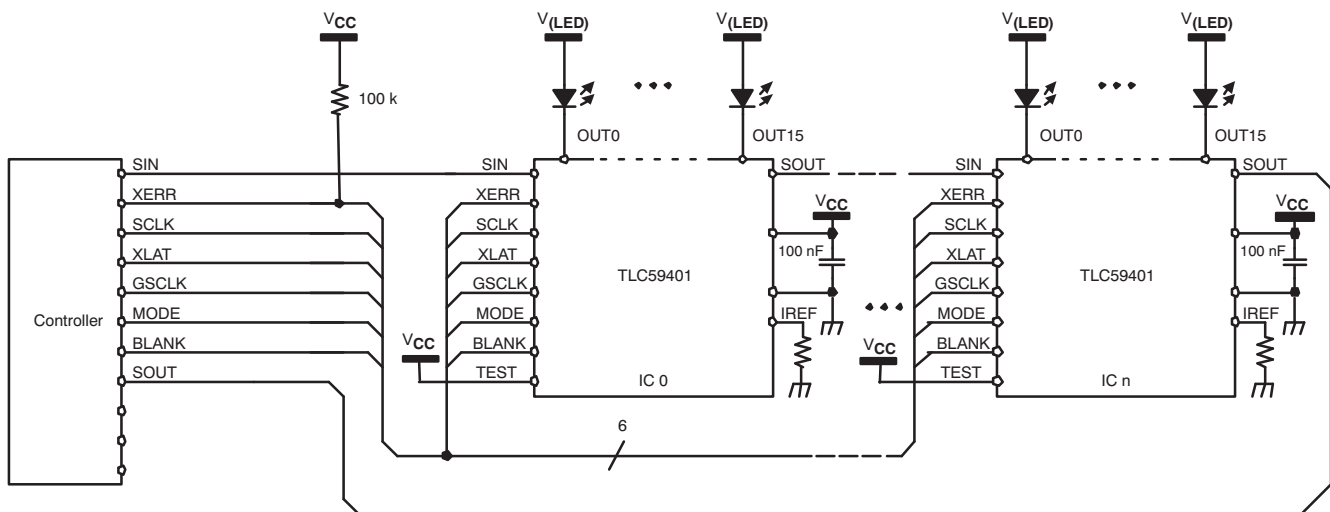 VCC
V(LED)
V(LED)
V(LED)
V(LED)
100 k
OUT0
OUT15
OUT0
OUT15
SIN
SIN
SOUT
SIN
SOUT
XERR
XERR
VCC
XERR
VCC
SCLK
SCLK
SCLK
XLAT
XLAT
100 nF
XLAT
100 nF
TLC59401
TLC59401
GSCLK
GSCLK
GSCLK
Controller
MODE
MODE
IREF
MODE
IREF
BLANK
VCC
BLANK
VCC
BLANK
SOUT
TEST
IC 0
TEST
IC n
6